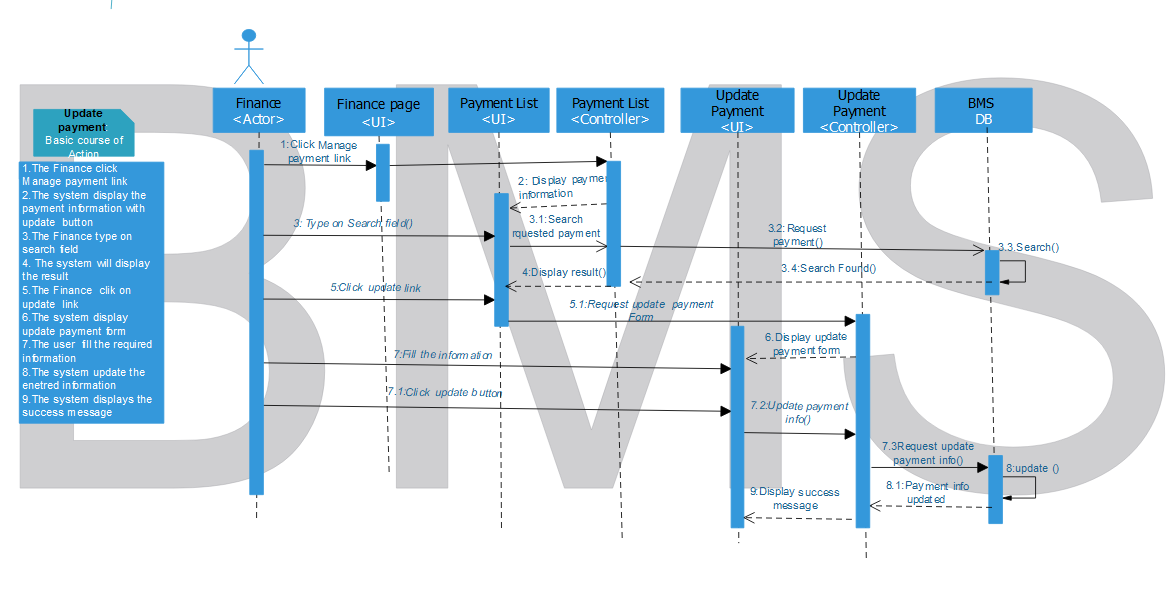 Finance
<Actor>
Finance page
<UI>
Payment List
<UI>
Payment List
<Controller>
Update
Payment
<UI>
Update
Payment
<Controller>
BMS
DB
Update
payment
Basic course of
Action
1.The Finance click
Manage payment link
2.The system display the
payment information with
update button
3.The Finance type on
search field
4. The system will display
the result
5.The Finance clik on
update link
6.The system display
update payment form
7.The user fill the required
information
8.The system update the
enetred information
9.The system displays the
success message
1:Click Manage
payment link
2: Display payme
information
3: Type on Search field()
3.1:Search
rquested payment
3.2: Request
payment()
3.3.Search()
3.4:Search Found()
4:Display result()
5:Click update link
5.1:Request update payment
Form
6.Display update
payment form
7:Fill the information
7.1:Click update button
7.2:Update payment
info()
7.3Request update
payment info()
8:update ()
8.1:Payment info
updated
9:Display success
message
BMS